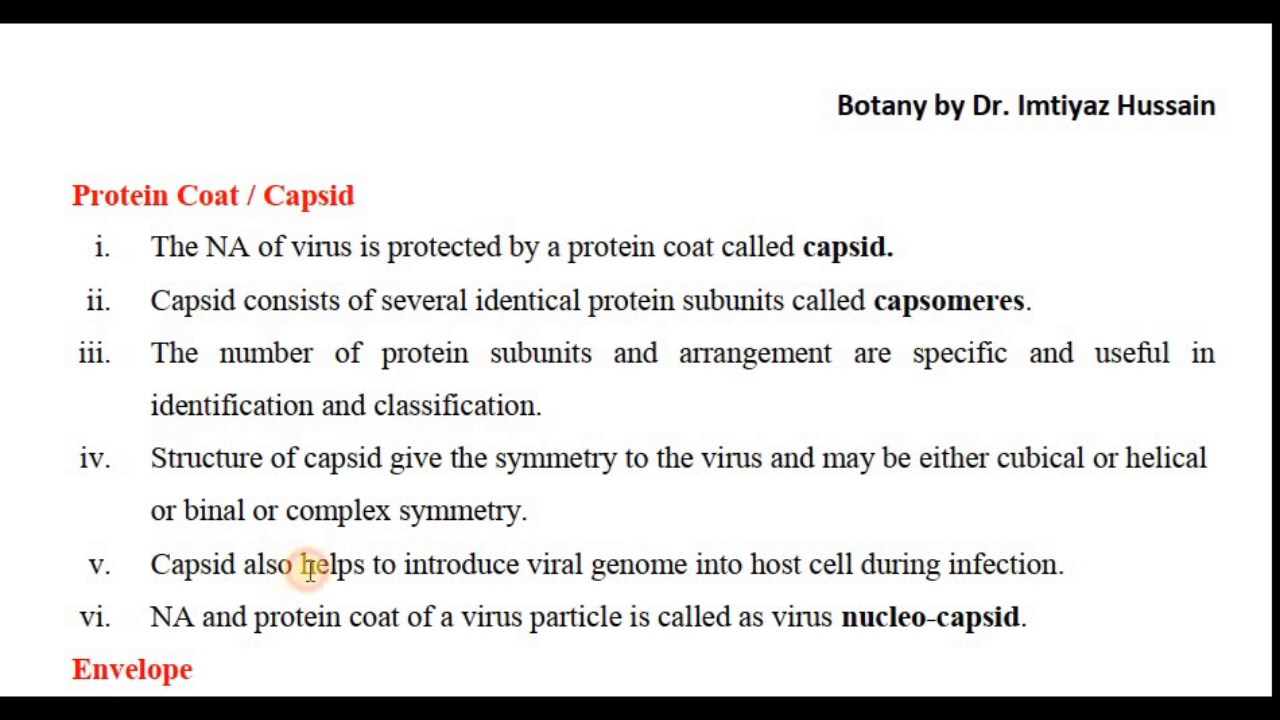 Botany by Dr. Imtiyaz Hussain
Protein Coat / Capsid
i. The NA of virus is protected by a protein coat called capsid.
ii. Capsid consists of several identical protein subunits called capsomeres.
iii. The number of protein subunits and arrangement are specific and useful in
identification and classification.
iv. Structure of capsid give the symmetry to the virus and may be either cubical or helical
or binal or complex symmetry.
v. Capsid also helps to introduce viral genome into host cell during infection.
vi. NA and protein coat of a virus particle is called as virus nucleo-capsid.
Envelope